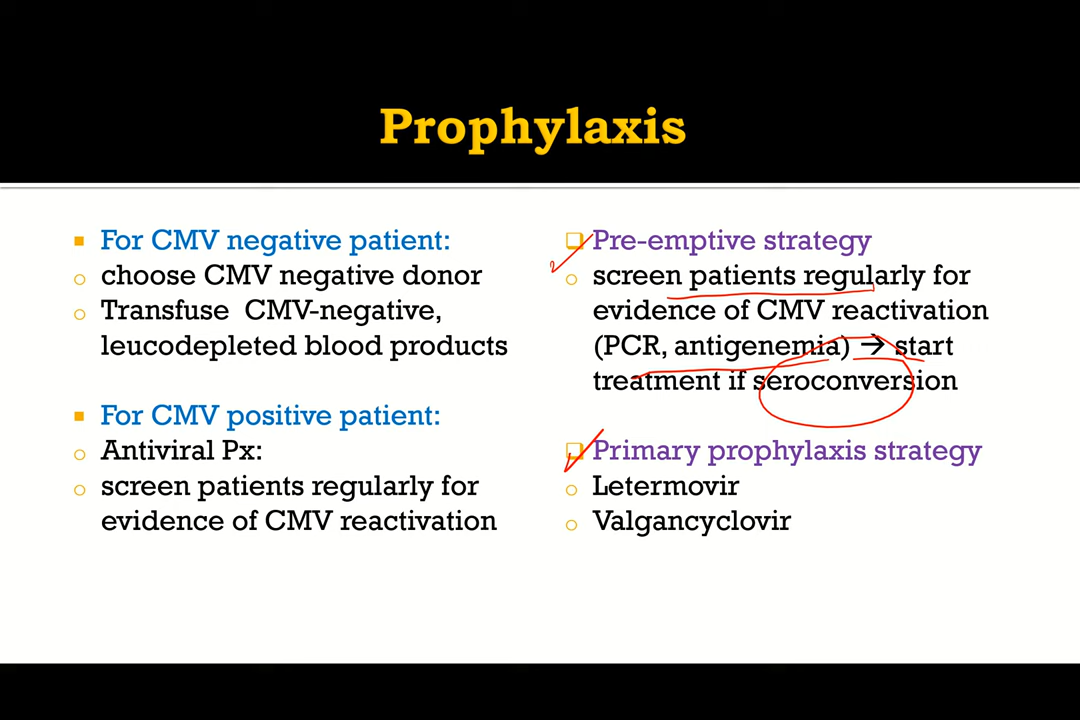 Prophylaxis
For CMV negative patient:
choose CMV negative donor
Transfuse CMV-negative,
leucodepleted blood products
For CMV positive patient:
Antiviral Px:
screen patients regularly for
evidence of CMV reactivation
Pre-emptive strategy
screen patients regularly for
evidence of CMV reactivation
(PCR, antigenemia) → start
treatment if seroconversion
Primary prophylaxis strategy
Letermovir
Valgancyclovir